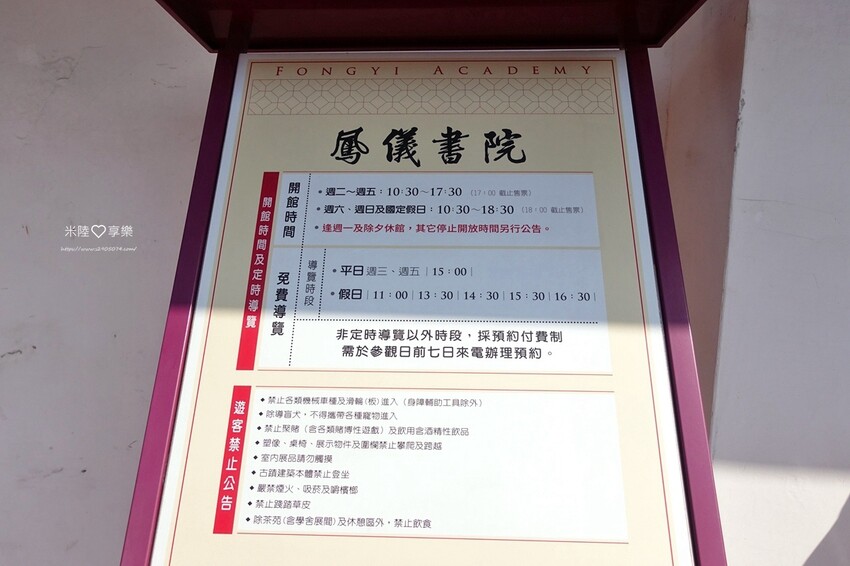 FONGYI ACADEMY
鳳儀書院
開館時間及定時導覽
開館時間
• 週二～週五：10:30～17:30（17：00 截止售票）
• 週六、週日及國定假日：10:30～18:30（18：00 截止售票）
• 逢週一及除夕休館，其它停止開放時間另行公告。
免費導覽
導覽時段
• 平日 週三、週五｜15：00｜
• 假日｜11：00｜13：30｜14：30｜15：30｜16：30｜
非定時導覽以外時段，採預約付費制
需於參觀日前七日來電辦理預約。
遊客禁止公告
◆ 禁止各類機械車種及滑輪(板)進入（身障輔助工具除外）
◆ 除導盲犬，不得攜帶各種寵物進入
◆ 禁止聚賭（含各類賭博性遊戲）及飲用含酒精性飲品
◆ 塑像、桌椅、展示物件及圍欄禁止攀爬及跨越
◆ 室內展品請勿觸摸
◆ 古蹟建築本體禁止登坐
◆ 嚴禁煙火、吸菸及嚼檳榔
◆ 禁止踐踏草皮
◆ 除茶苑(含學舍展間)及休憩區外，禁止飲食
米陸♡享樂